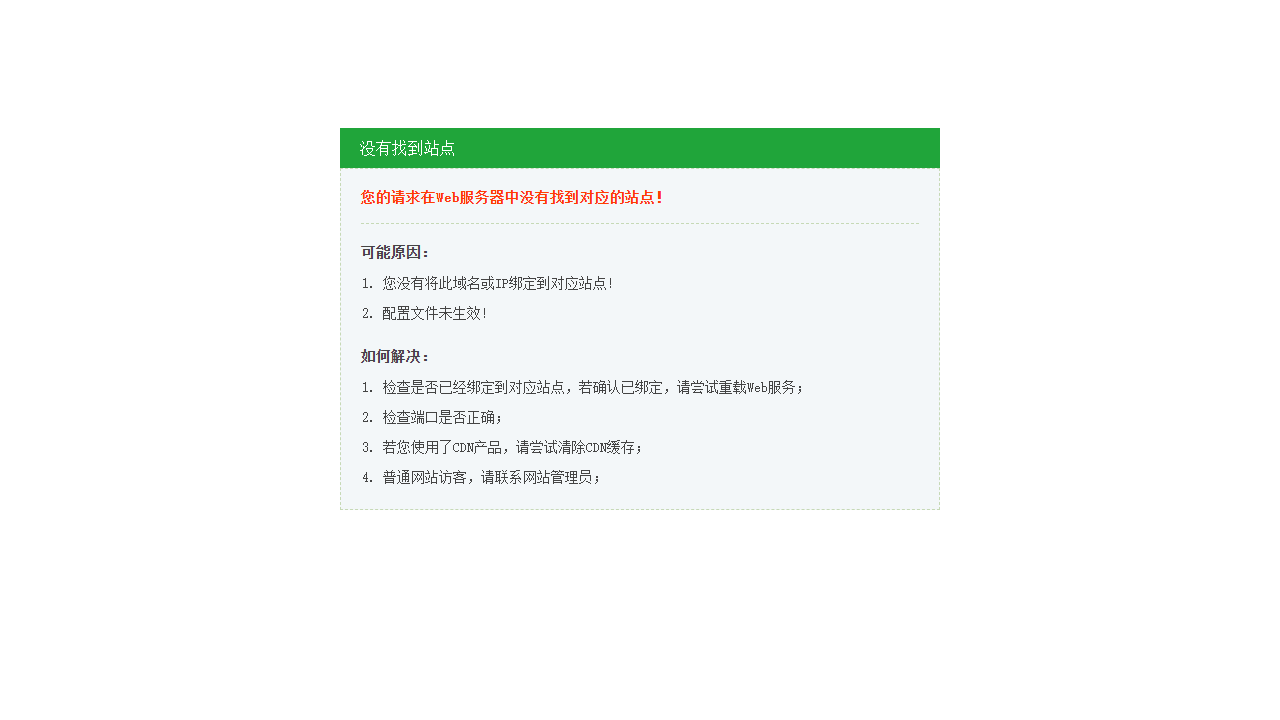 没有找到站点
您的请求在Web服务器中没有找到对应的站点！
可能原因：
1. 您没有将此域名或IP绑定到对应站点!
2. 配置文件未生效!
如何解决：
1. 检查是否已经绑定到对应站点，若确认已绑定，请尝试重载Web服务；
2. 检查端口是否正确；
3. 若您使用了CDN产品，请尝试清除CDN缓存；
4. 普通网站访客，请联系网站管理员；